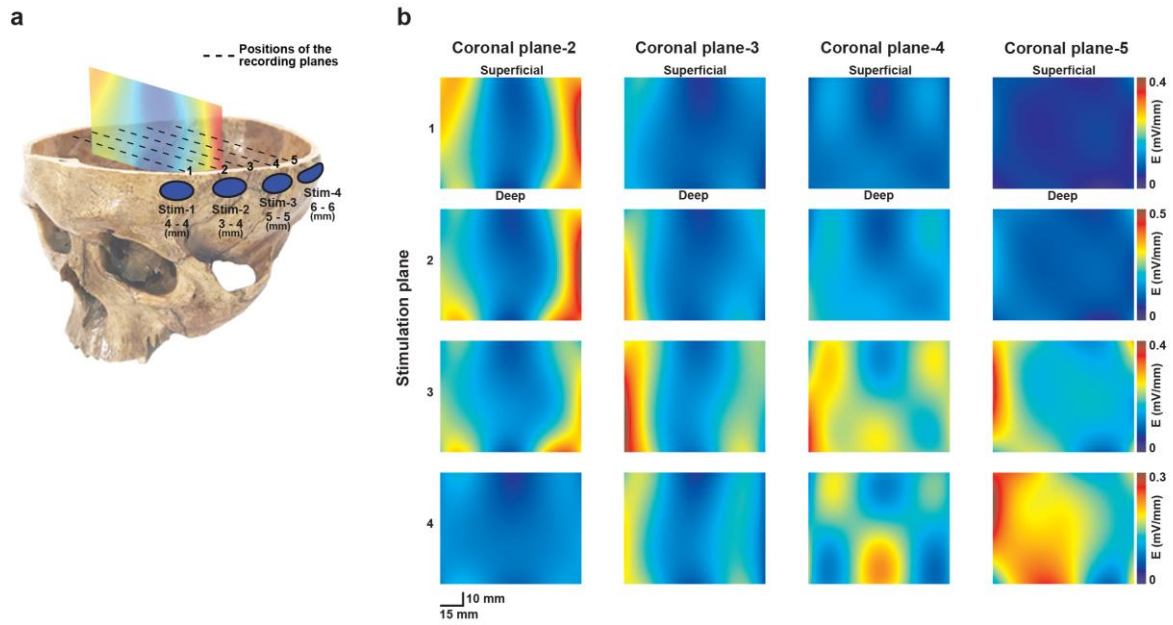 a
Positions of the
recording planes
1
2
3
4
5
Stim-1
4 - 4
(mm)
Stim-2
3 - 4
(mm)
Stim-3
5 - 5
(mm)
Stim-4
6 - 6
(mm)
b
Coronal plane-2
Coronal plane-3
Coronal plane-4
Coronal plane-5
Superficial
Superficial
Superficial
Superficial
Stimulation plane
1
0.4
E (mV/mm)
0
Deep
Deep
Deep
Deep
2
0.5
E (mV/mm)
0
3
0.4
E (mV/mm)
0
4
0.3
E (mV/mm)
0
10 mm
15 mm